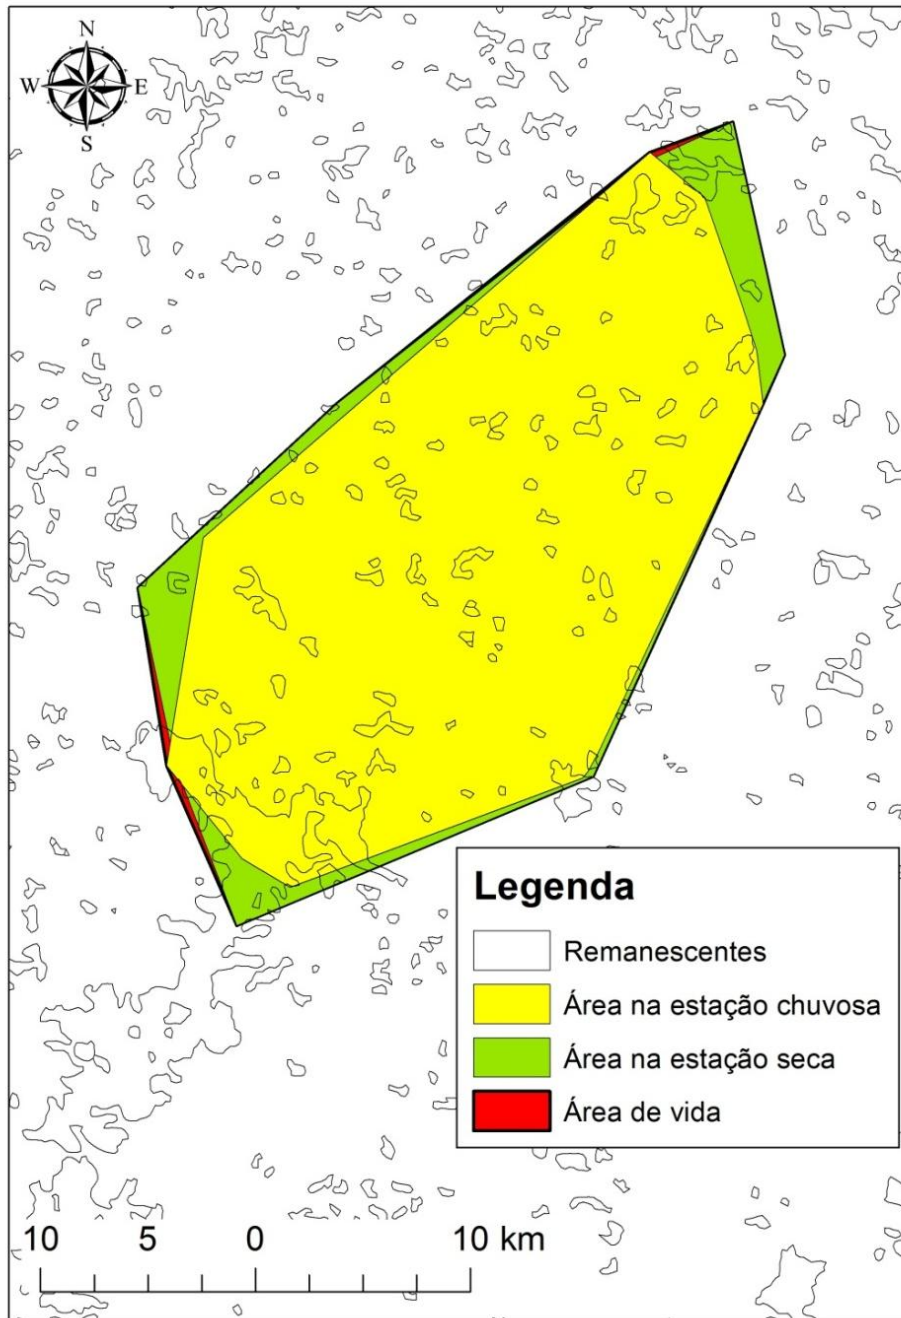 N
W E
S
Legenda
Remanescentes
Área na estação chuvosa
Área na estação seca
Área de vida
10 5 0 10 km